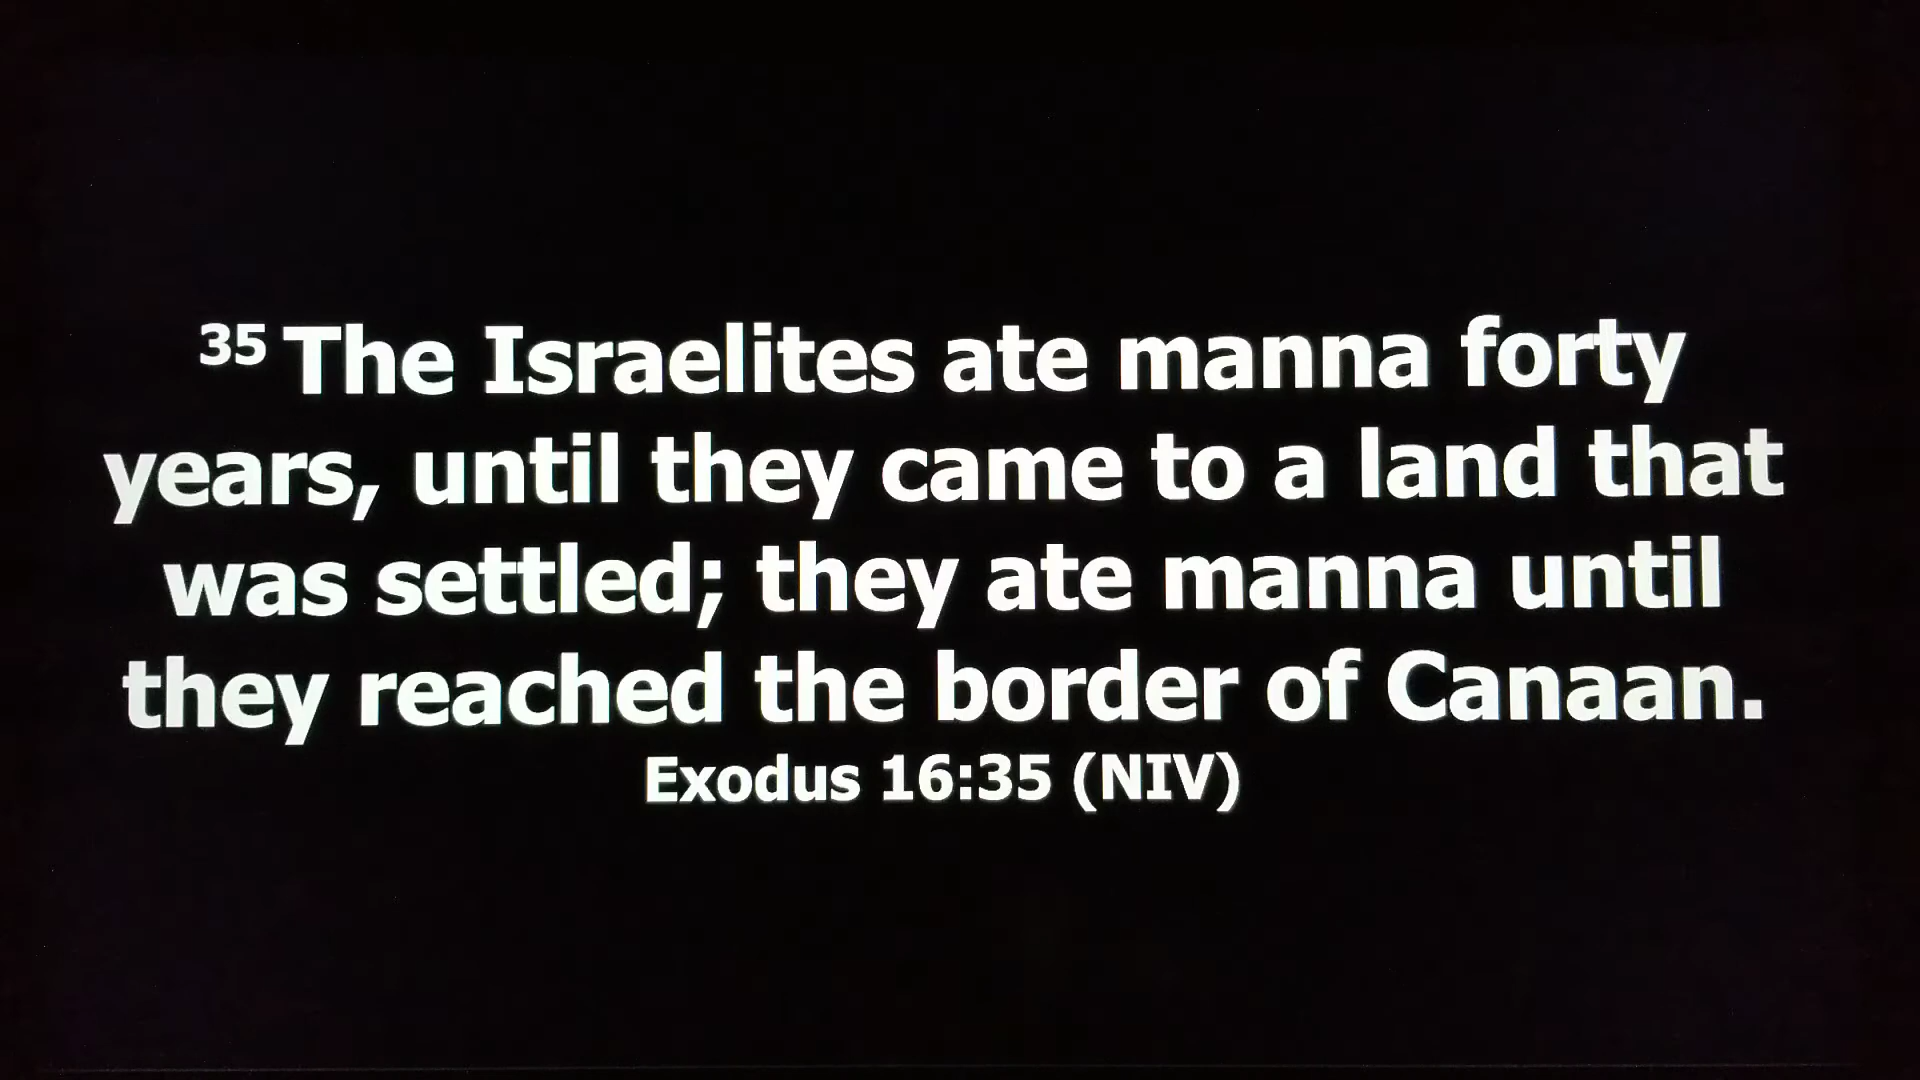 35 The Israelites ate manna forty
years, until they came to a land that
was settled; they ate manna until
they reached the border of Canaan.
Exodus 16:35 (NIV)